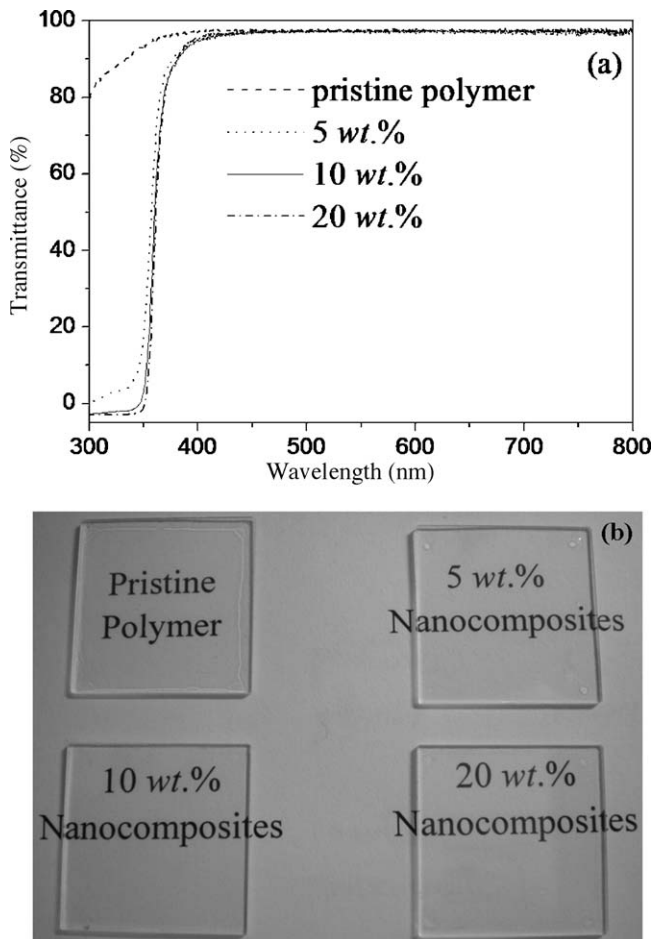 100
80
60
40
20
0
Transmittance (%)
(a)
pristine polymer
5 wt.%
10 wt.%
20 wt.%
300 400 500 600 700 800
Wavelength (nm)
(b)
Pristine
Polymer
5 wt.%
Nanocomposites
10 wt.%
Nanocomposites
20 wt.%
Nanocomposites